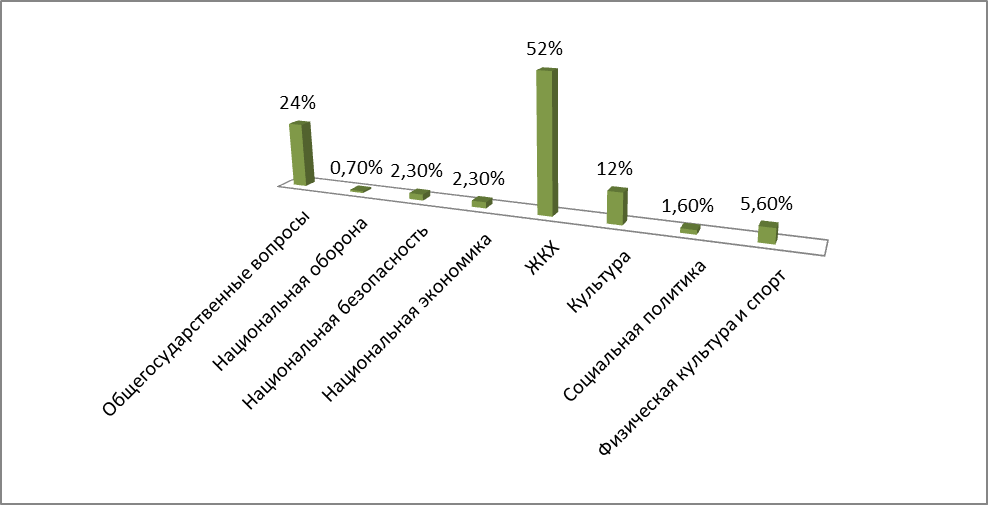 52%
24%
12%
0,70%
2,30%
2,30%
1,60%
5,60%
Общегосударственные вопросы
Национальная оборона
Национальная безопасность
Национальная экономика
ЖКХ
Культура
Социальная политика
Физическая культура и спорт